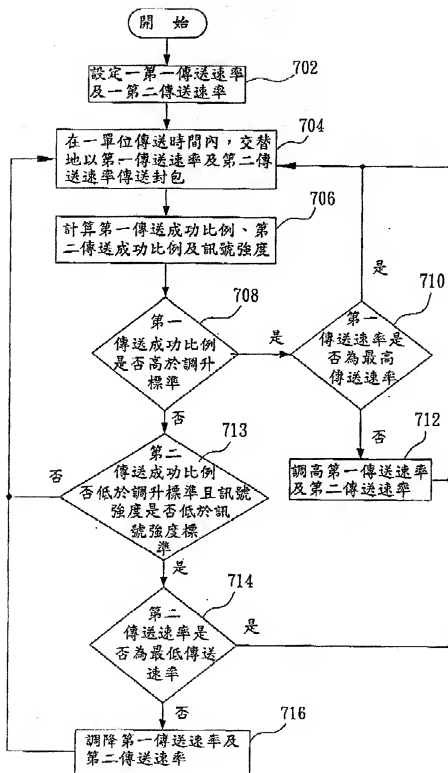 開始
702
設定一第一傳送速率
及一第二傳送速率
704
在一單位傳送時間內，交替
地以第一傳送速率及第二傳
送速率傳送封包
706
計算第一傳送成功比例、第
二傳送成功比例及訊號強度
708
第一
傳送成功比例
是否高於調升
標準
是
否
710
第一
傳送速率是
否為最高
傳送速率
是
否
712
調高第一傳送速率
及第二傳送速率
713
第二
傳送成功比例
否低於調升標準且訊號
強度是否低於訊
號強度標
準
否
是
714
第二
傳送速率是
否為最低傳送
速率
是
否
716
調降第一傳送速率及
第二傳送速率